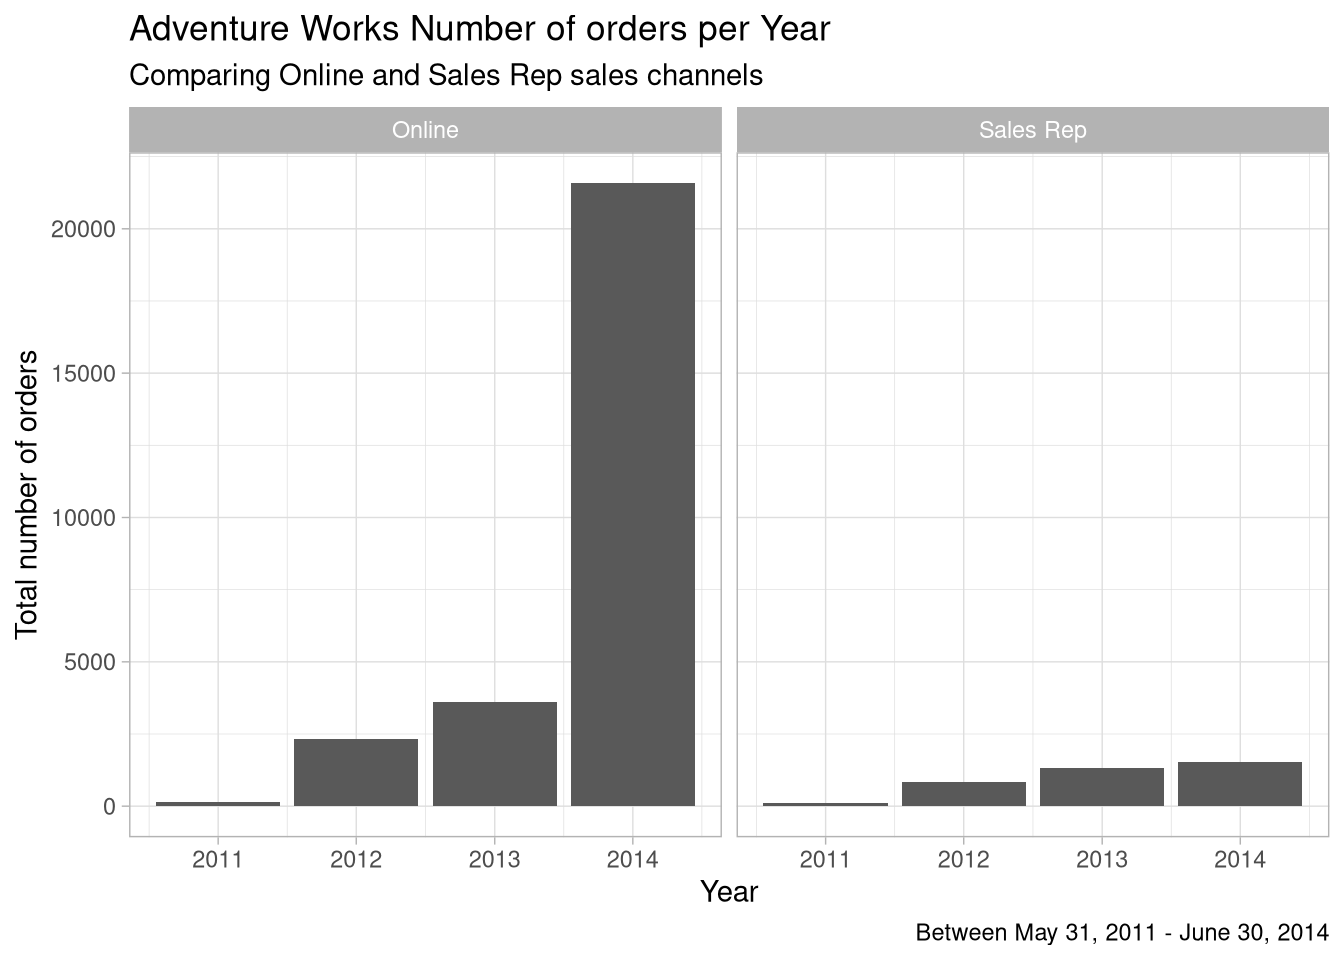 Adventure Works Number of orders per Year
Comparing Online and Sales Rep sales channels
Online
Sales Rep
Total number of orders
20000
15000
10000
5000
0
2011 2012 2013 2014
2011 2012 2013 2014
Year
Between May 31, 2011 - June 30, 2014